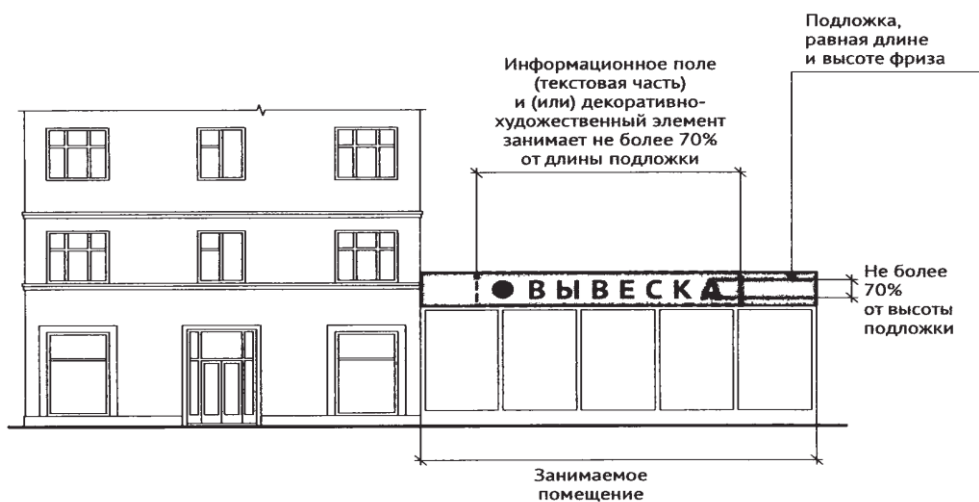 Подложка,
равная длине
и высоте фриза
Информационное поле
(текстовая часть)
и (или) декоративно-
художественный элемент
занимает не более 70%
от длины подложки
ВЫВЕСКА
Не более
70%
от высоты
подложки
Занимаемое
помещение